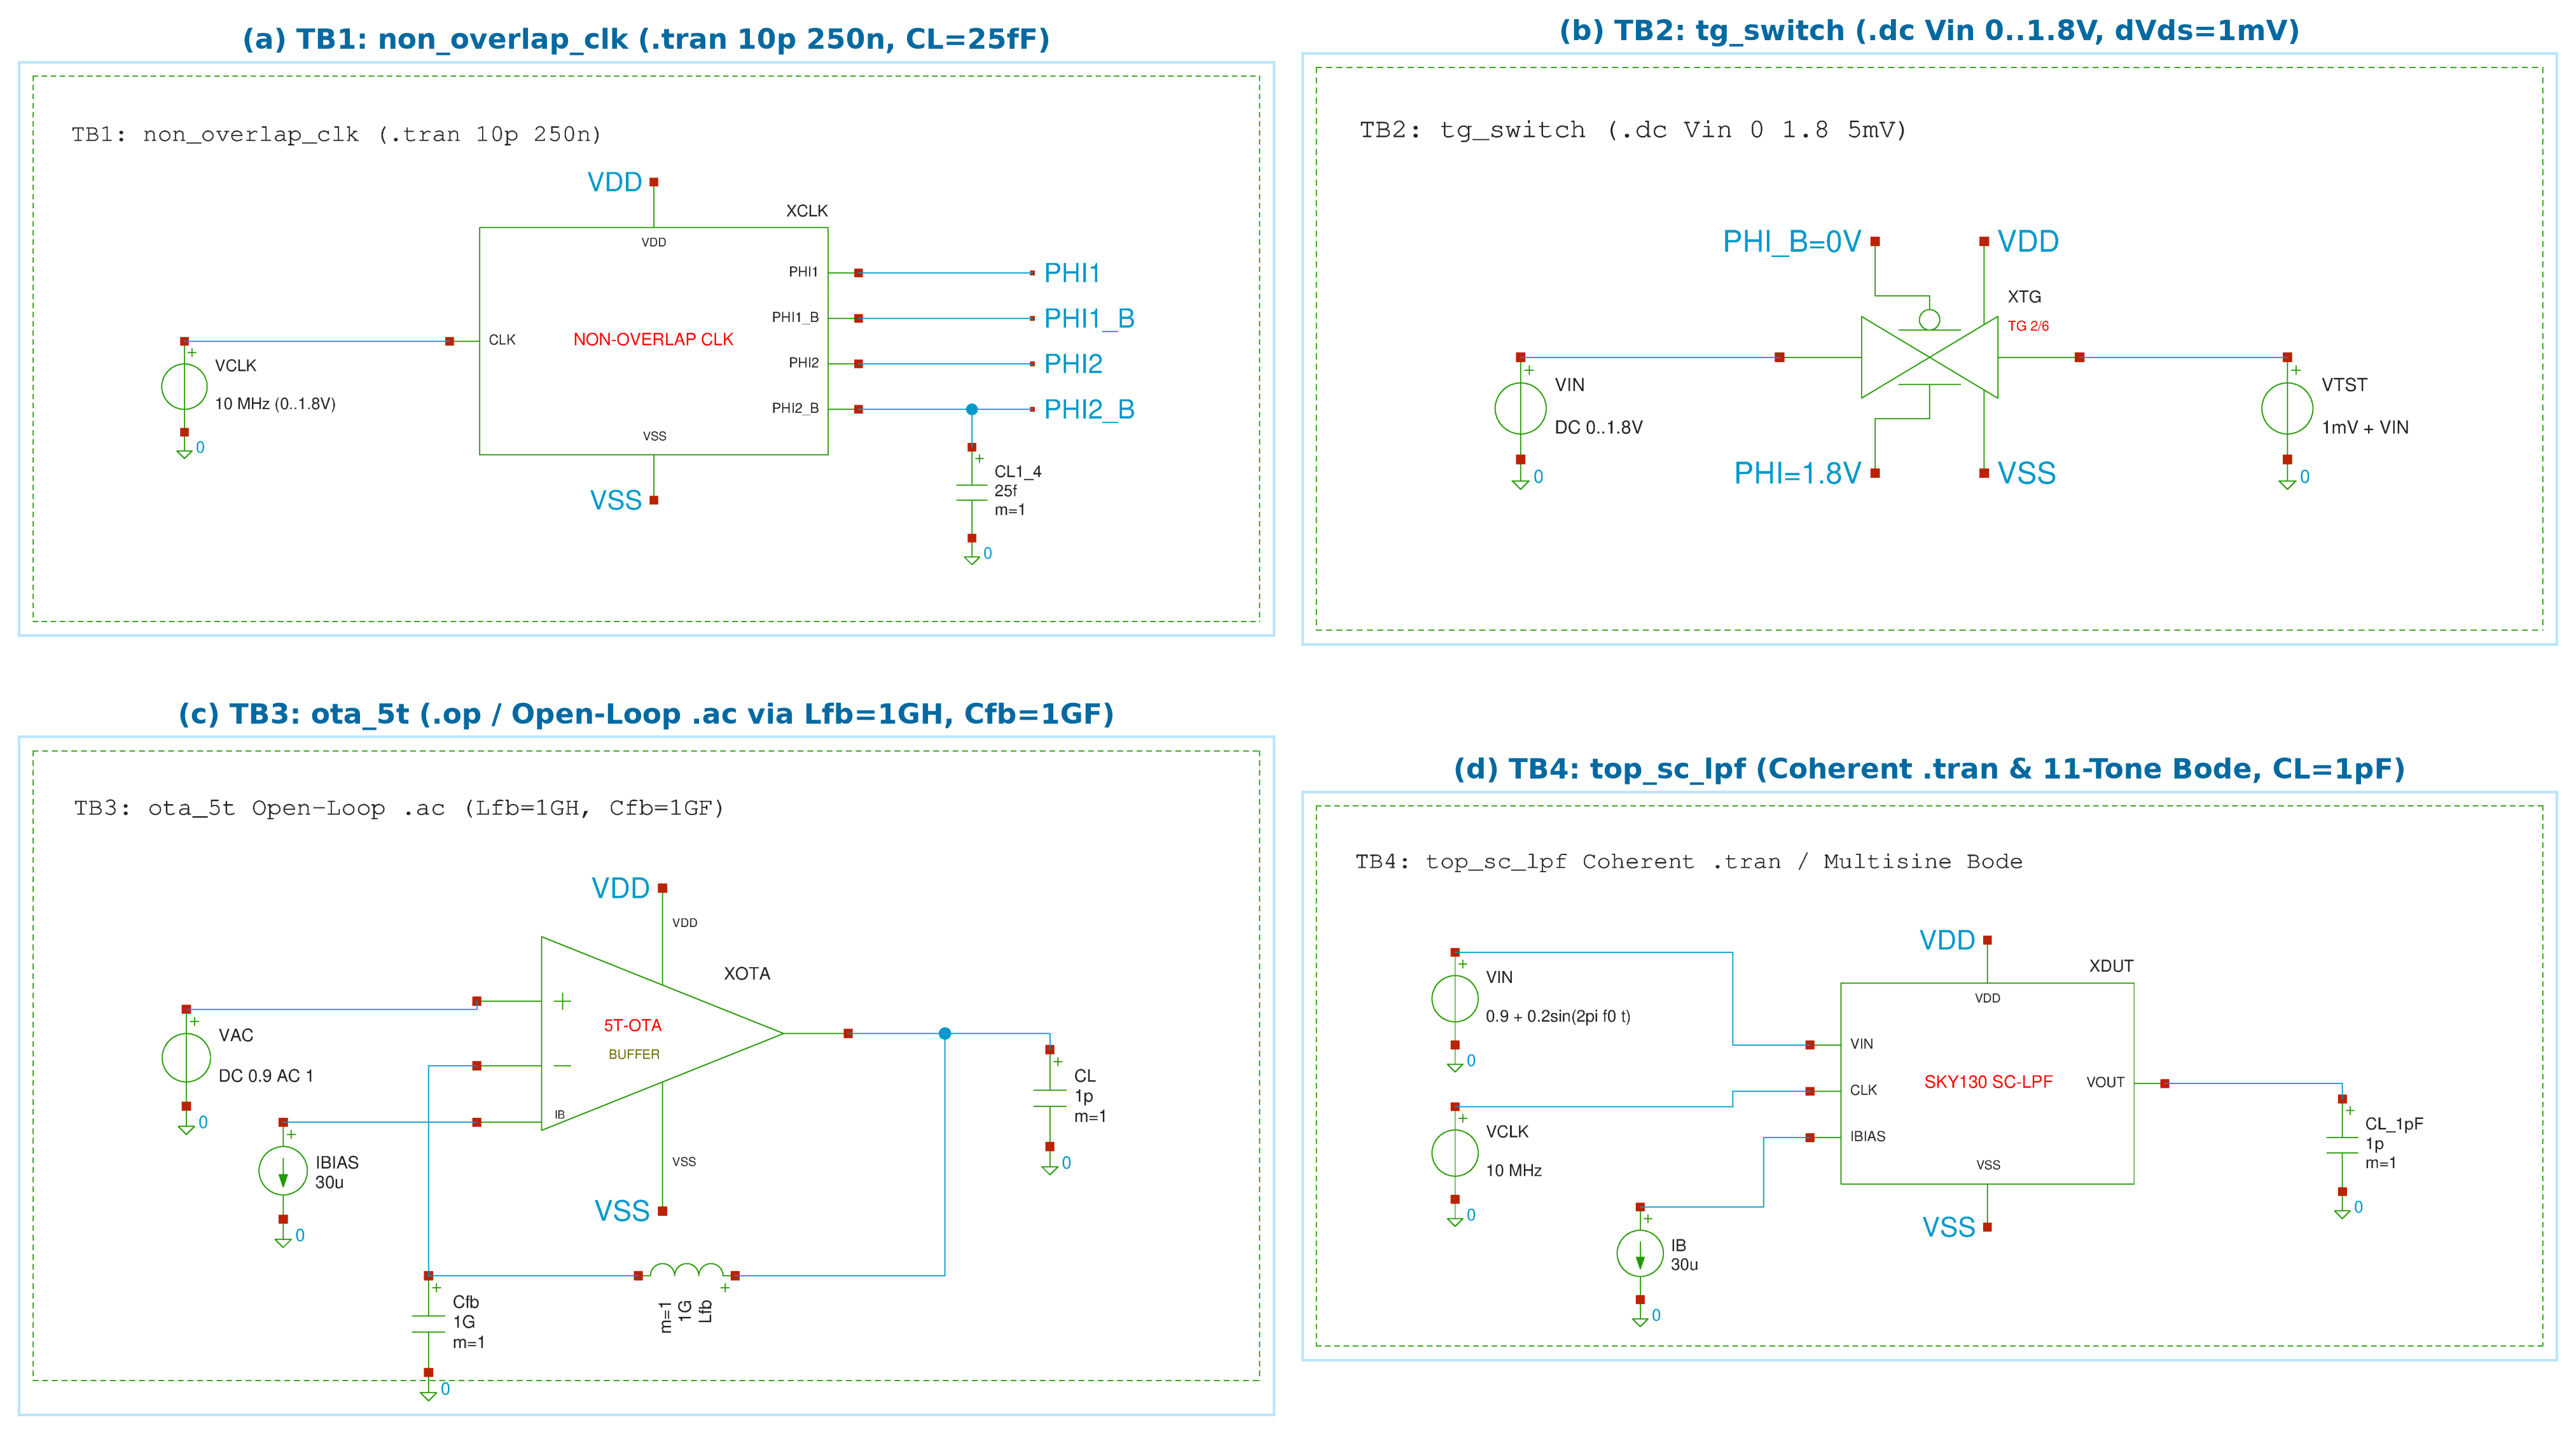 (a) TB1: non_overlap_clk (.tran 10p 250n, CL=25fF)
TB1: non_overlap_clk (.tran 10p 250n)
VDD
XCLK
VDD
PHI1
PHI1
PHI1_B
PHI1_B
CLK
NON-OVERLAP CLK
PHI2
PHI2
PHI2_B
PHI2_B
VSS
VSS
+
VCLK
10 MHz (0..1.8V)
0
+
CL1_4
25f
m=1
0
(b) TB2: tg_switch (.dc Vin 0..1.8V, dVds=1mV)
TB2: tg_switch (.dc Vin 0 1.8 5mV)
PHI_B=0V
VDD
XTG
TG 2/6
+
VIN
DC 0..1.8V
0
+
VTST
1mV + VIN
0
PHI=1.8V
VSS
(c) TB3: ota_5t (.op / Open-Loop .ac via Lfb=1GH, Cfb=1GF)
TB3: ota_5t Open-Loop .ac (Lfb=1GH, Cfb=1GF)
VDD
VDD
XOTA
+
5T-OTA
BUFFER
−
IB
VSS
VSS
+
VAC
DC 0.9 AC 1
0
+
IBIAS
30u
0
+
CL
1p
m=1
0
+
Cfb
1G
m=1
0
+
m=1
1G
Lfb
(d) TB4: top_sc_lpf (Coherent .tran & 11-Tone Bode, CL=1pF)
TB4: top_sc_lpf Coherent .tran / Multisine Bode
VDD
XDUT
VDD
VIN
CLK
SKY130 SC-LPF
VOUT
IBIAS
VSS
VSS
+
VIN
0.9 + 0.2sin(2pi f0 t)
0
+
VCLK
10 MHz
0
+
IB
30u
0
+
CL_1pF
1p
m=1
0